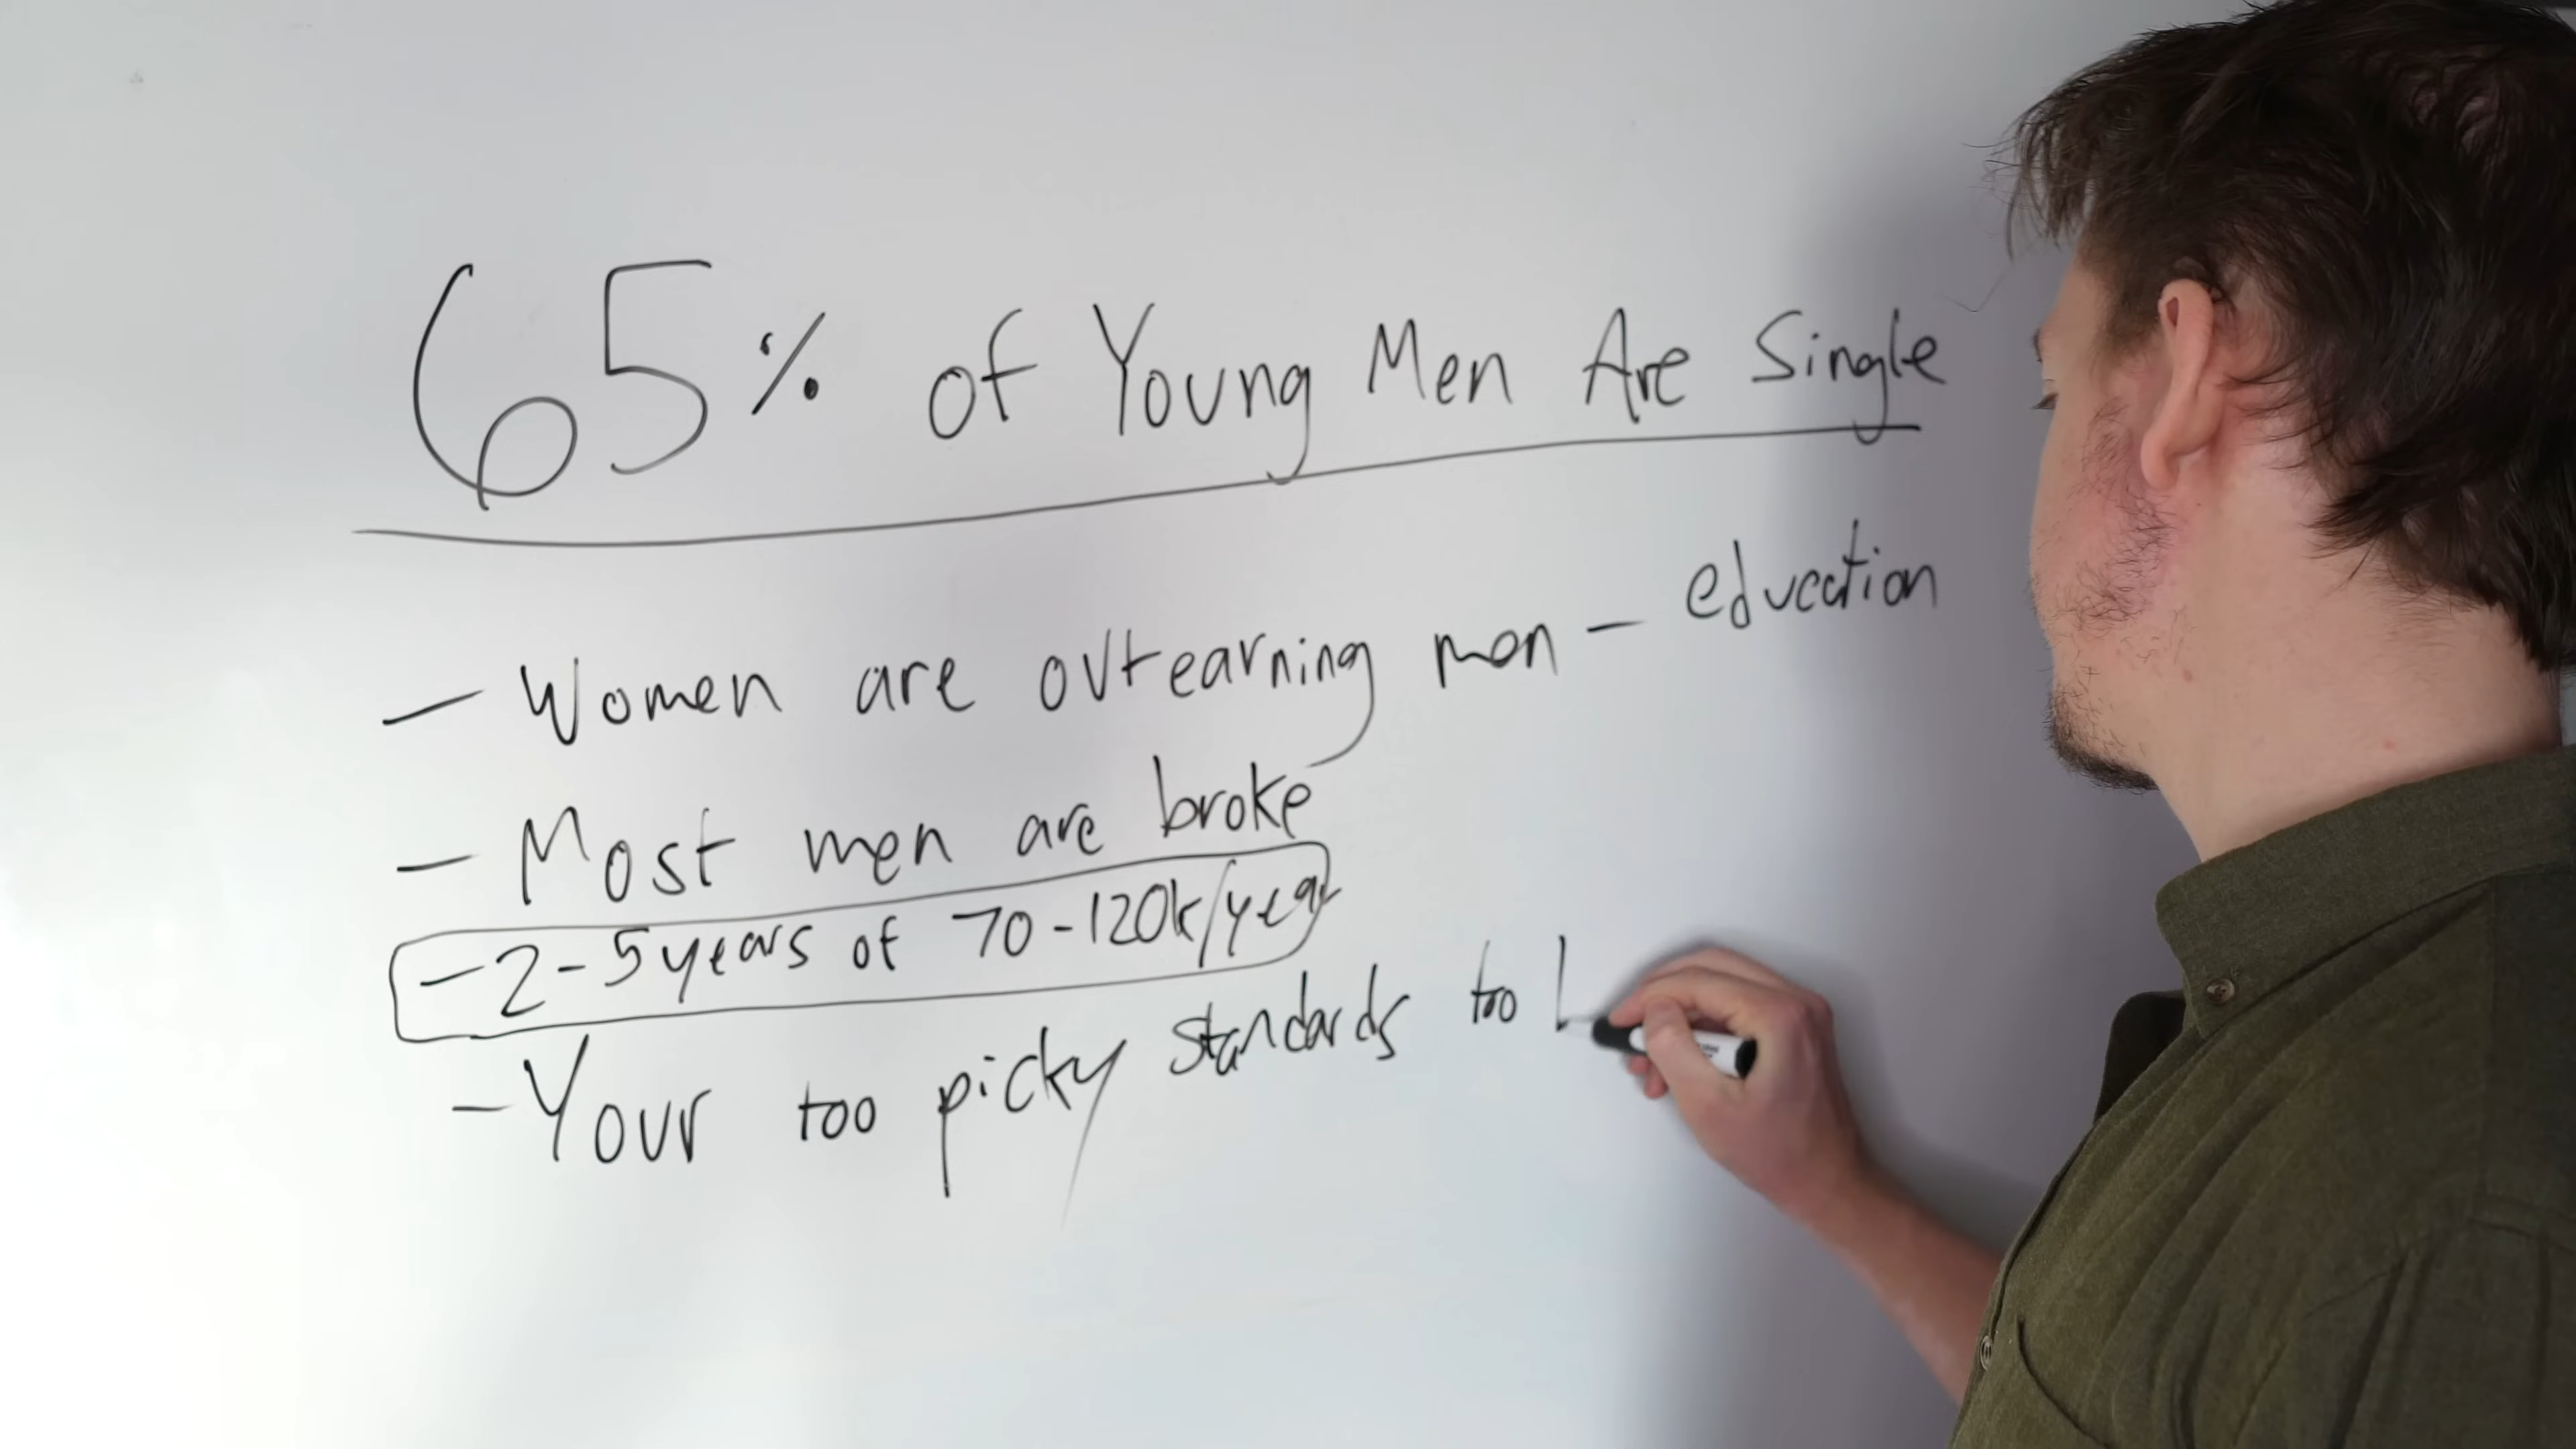 65% of Young Men Are Single
- Women are outearning men - education
- Most men are broke
- 2-5 years of 70-120k/year
- Your too picky standards too